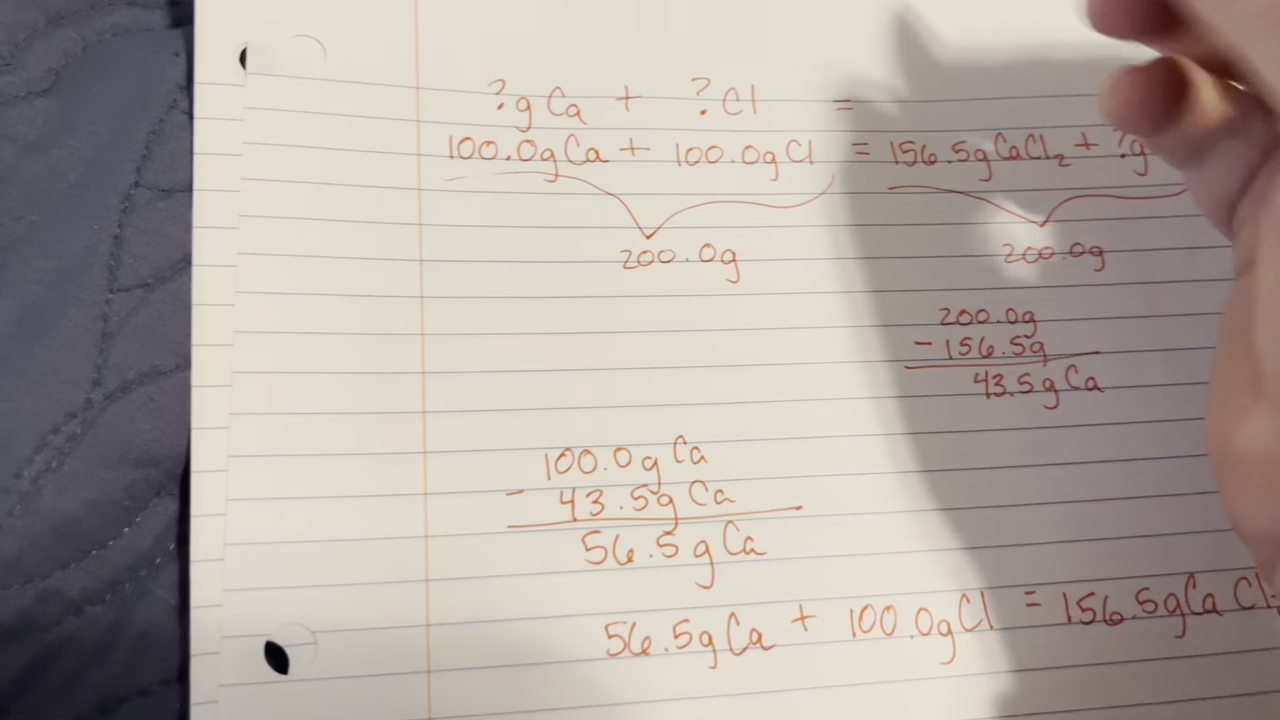 ?g Ca + ?Cl =
100.0g Ca + 100.0g Cl = 156.5g CaCl₂ + ?g
200.0g 200.0g
200.0g
- 156.5g
43.5g Ca
100.0g Ca
- 43.5g Ca
56.5g Ca
56.5g Ca + 100.0g Cl = 156.5g CaCl